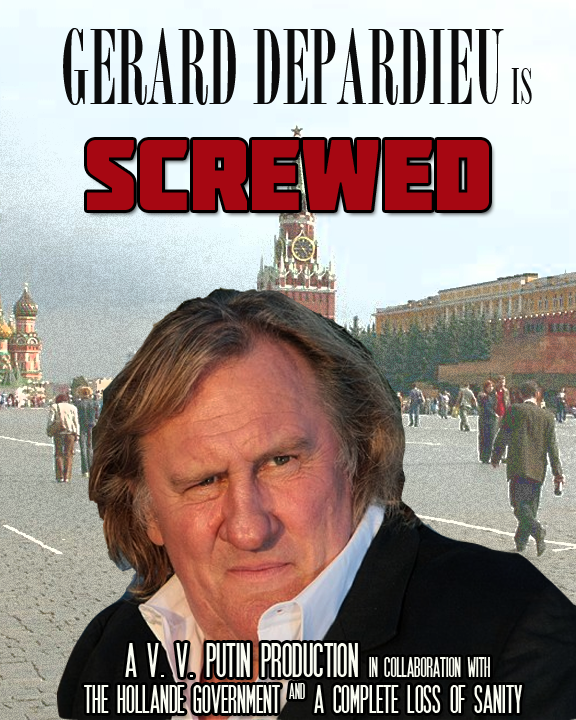 GERARD DEPARDIEU IS
SCREWED
A V. V. PUTIN PRODUCTION IN COLLABORATION WITH
THE HOLLANDE GOVERNMENT AND A COMPLETE LOSS OF SANITY